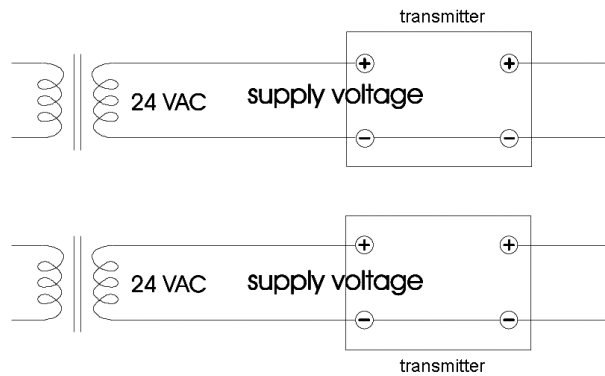 transmitter
24 VAC supply voltage
+ +
- -
24 VAC supply voltage
+ +
- -
transmitter